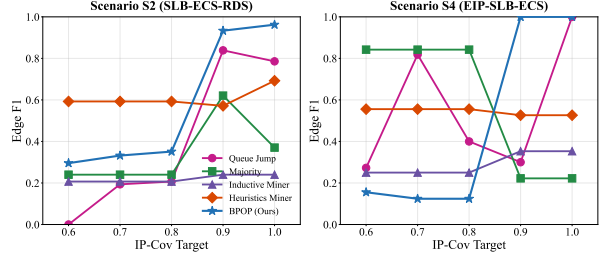 Scenario S2 (SLB-ECS-RDS)
Edge F1
1.0
0.8
0.6
0.4
0.2
0.0
Queue Jump
Majority
Inductive Miner
Heuristics Miner
BPOP (Ours)
0.6 0.7 0.8 0.9 1.0
IP-Cov Target
Scenario S4 (EIP-SLB-ECS)
Edge F1
1.0
0.8
0.6
0.4
0.2
0.0
0.6 0.7 0.8 0.9 1.0
IP-Cov Target